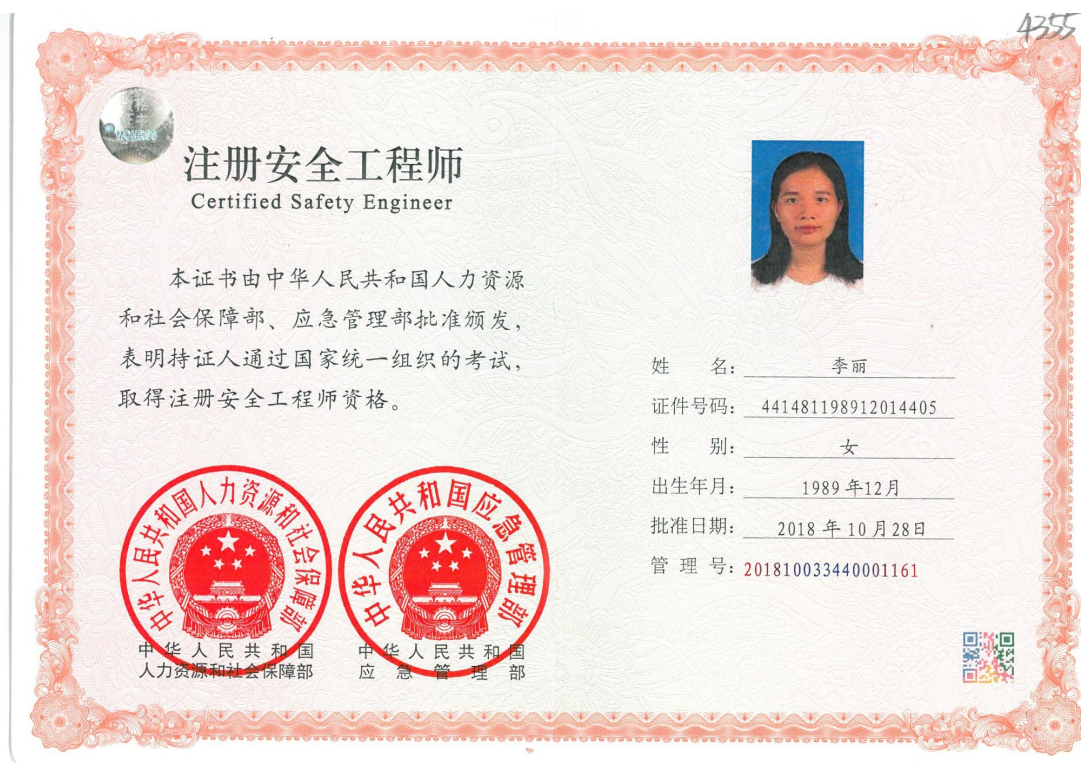 4355
注册安全工程师
Certified Safety Engineer
本证书由中华人民共和国人力资源
和社会保障部、应急管理部批准颁发，
表明持证人通过国家统一组织的考试，
取得注册安全工程师资格。
中华人民共和国人力资源和社会保障部
中华人民共和国应急管理部
中华人民共和国
人力资源和社会保障部
中华人民共和国
应急管理部
姓 名： 李丽
证件号码： 441481198912014405
性 别： 女
出生年月： 1989年12月
批准日期： 2018年10月28日
管 理 号：201810033440001161